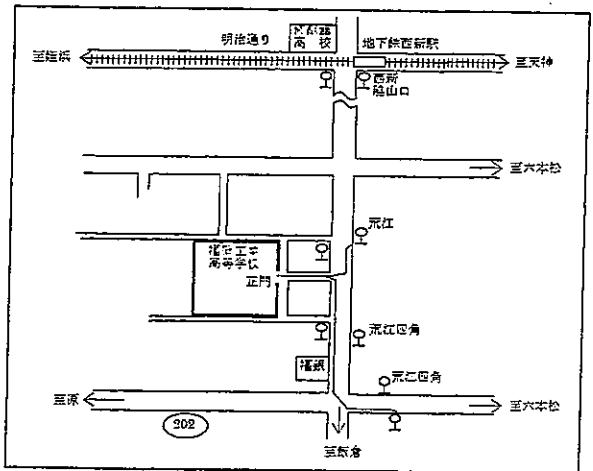 明治通り
高校
地下鉄西新駅
至姪浜
至天神
西新
脇山口
至六本松
荒江
福岡工業
高等学校
正門
荒江四角
福銀
荒江四角
至原
至六本松
202
至飯倉